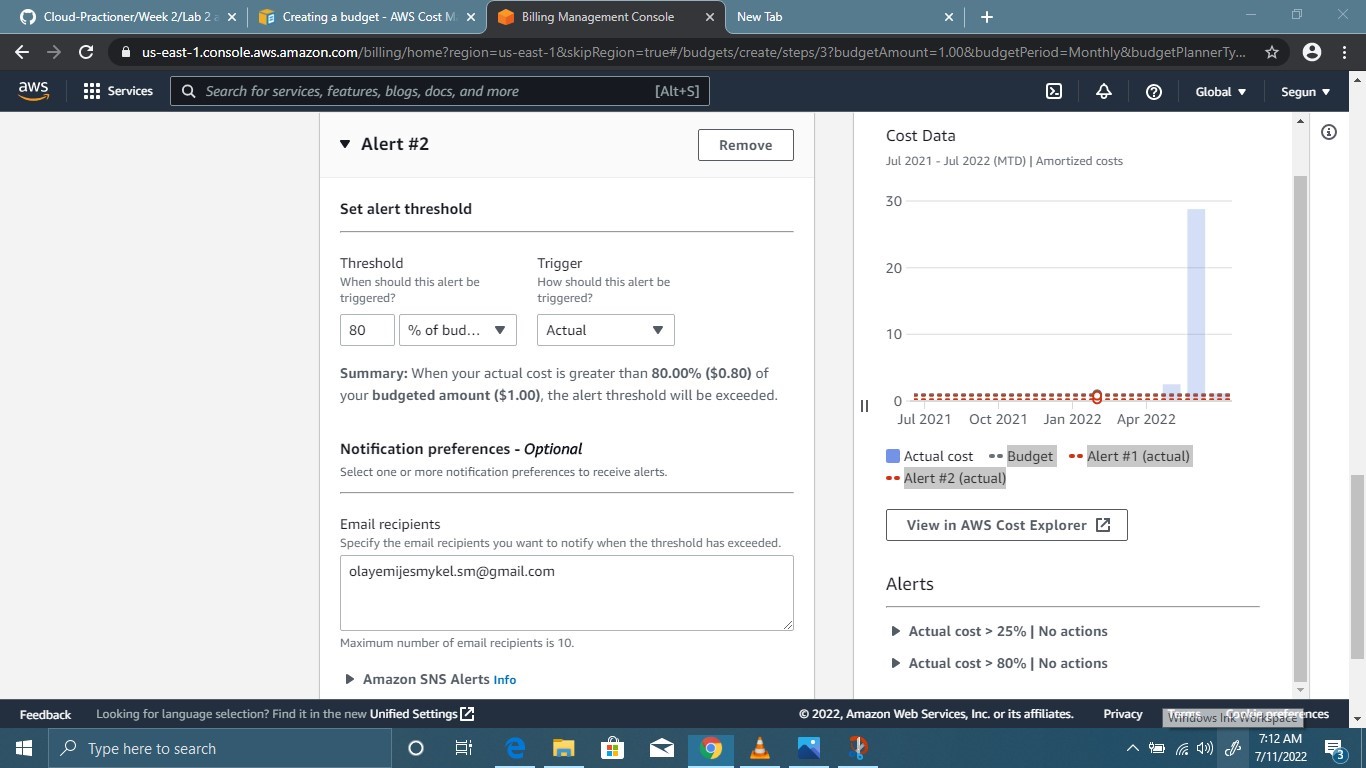 Cloud-Practioner/Week 2/Lab 2 a
Creating a budget - AWS Cost M
Billing Management Console
New Tab
us-east-1.console.aws.amazon.com/billing/home?region=us-east-1&skipRegion=true#/budgets/create/steps/3?budgetAmount=1.00&budgetPeriod=Monthly&budgetPlannerTy...
aws
Services
Search for services, features, blogs, docs, and more
[Alt+S]
Global
Segun
Alert #2
Remove
Set alert threshold
Threshold
When should this alert be
triggered?
80
% of bud...
Trigger
How should this alert be
triggered?
Actual
Summary: When your actual cost is greater than 80.00% ($0.80) of
your budgeted amount ($1.00), the alert threshold will be exceeded.
Notification preferences - Optional
Select one or more notification preferences to receive alerts.
Email recipients
Specify the email recipients you want to notify when the threshold has exceeded.
olayemijesmykel.sm@gmail.com
Maximum number of email recipients is 10.
Amazon SNS Alerts Info
Cost Data
Jul 2021 - Jul 2022 (MTD) | Amortized costs
30
20
10
0
Jul 2021 Oct 2021 Jan 2022 Apr 2022
Actual cost Budget Alert #1 (actual)
Alert #2 (actual)
View in AWS Cost Explorer
Alerts
Actual cost > 25% | No actions
Actual cost > 80% | No actions
Feedback
Looking for language selection? Find it in the new Unified Settings
© 2022, Amazon Web Services, Inc. or its affiliates.
Privacy
Terms
Cookie preferences
Windows Ink Workspace
Type here to search
7:12 AM
7/11/2022
3